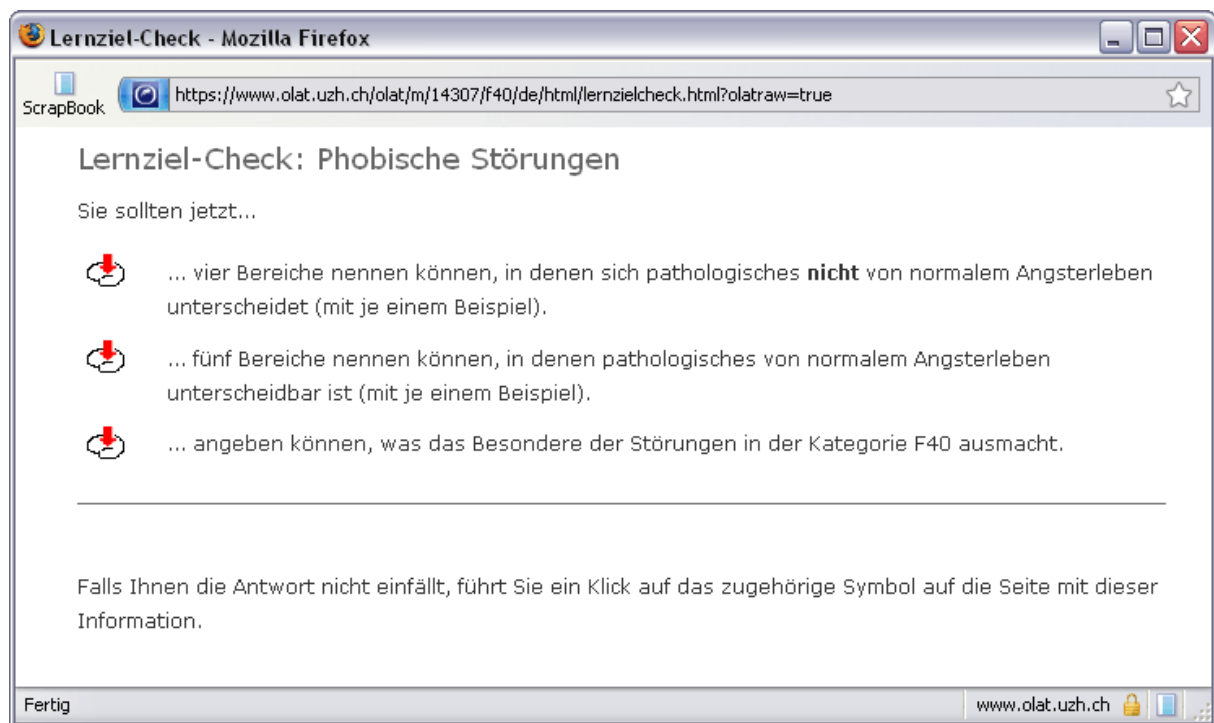 Lernziel-Check - Mozilla Firefox
ScrapBook
https://www.olat.uzh.ch/olat/m/14307/f40/de/html/lernzielcheck.html?olatraw=true
Lernziel-Check: Phobische Störungen
Sie sollten jetzt...
... vier Bereiche nennen können, in denen sich pathologisches nicht von normalem Angsterleben
unterscheidet (mit je einem Beispiel).
... fünf Bereiche nennen können, in denen pathologisches von normalem Angsterleben
unterscheidbar ist (mit je einem Beispiel).
... angeben können, was das Besondere der Störungen in der Kategorie F40 ausmacht.
Falls Ihnen die Antwort nicht einfällt, führt Sie ein Klick auf das zugehörige Symbol auf die Seite mit dieser
Information.
Fertig
www.olat.uzh.ch